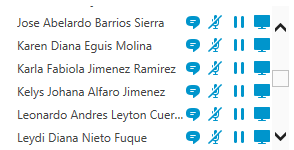 Jose Abelardo Barrios Sierra
Karen Diana Eguis Molina
Karla Fabiola Jimenez Ramirez
Kelys Johana Alfaro Jimenez
Leonardo Andres Leyton Cuer...
Leydi Diana Nieto Fuque